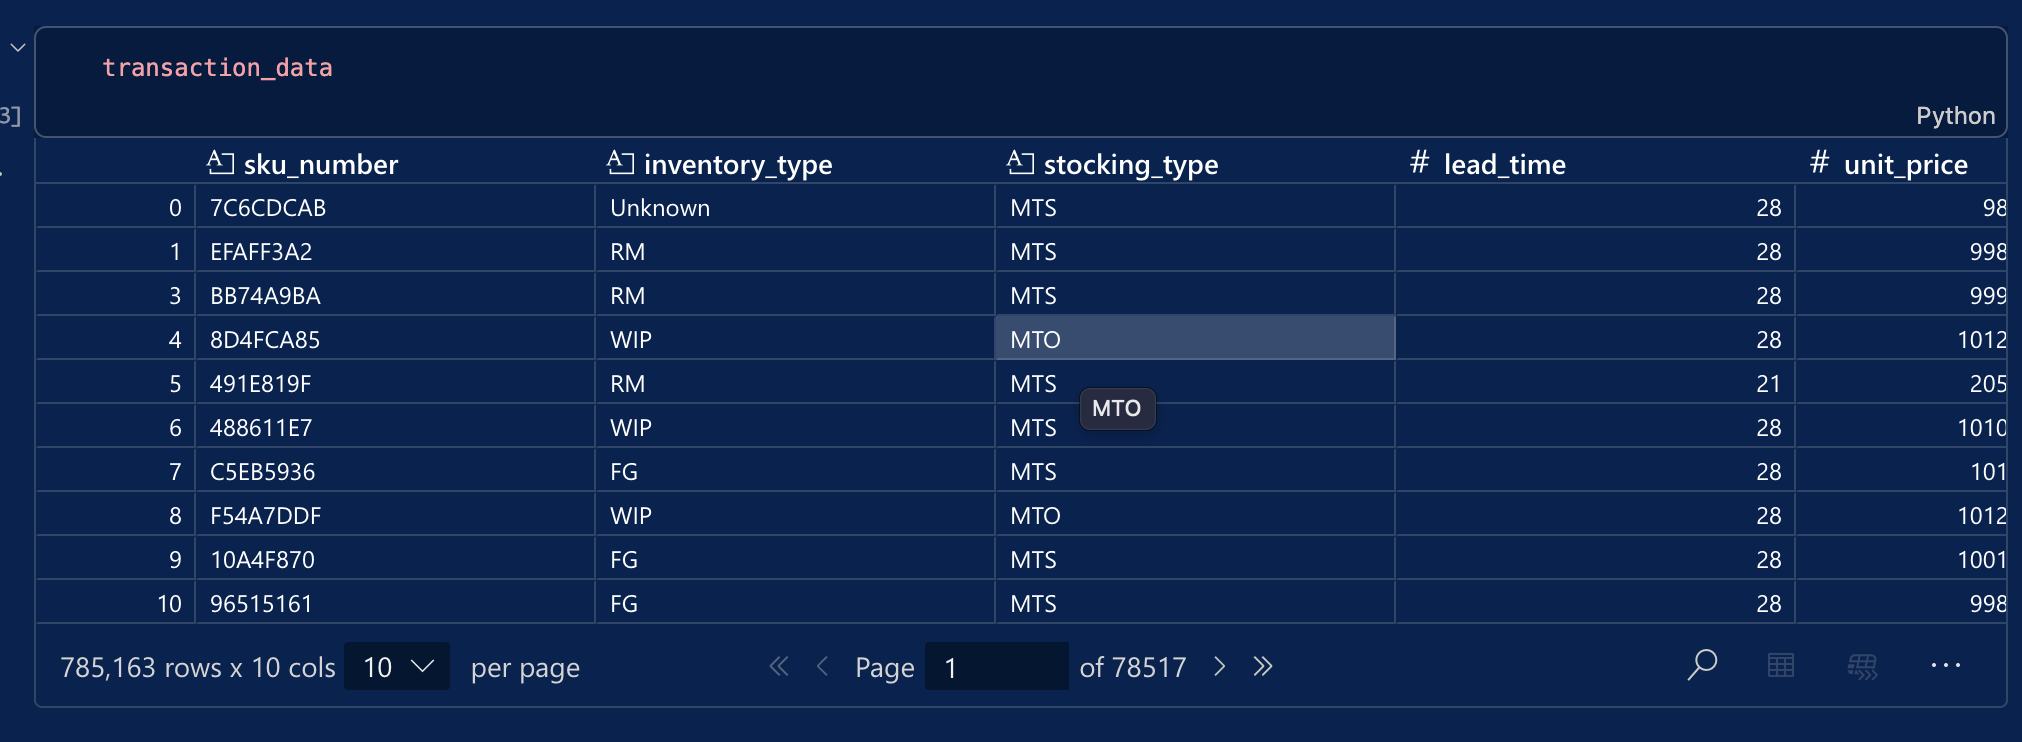 transaction_data
3]
Python
sku_number inventory_type stocking_type # lead_time # unit_price
0 7C6CDCAB Unknown MTS 28 98
1 EFAFF3A2 RM MTS 28 998
3 BB74A9BA RM MTS 28 999
4 8D4FCA85 WIP MTO 28 1012
5 491E819F RM MTS 21 205
MTO
6 488611E7 WIP MTS 28 1010
7 C5EB5936 FG MTS 28 101
8 F54A7DDF WIP MTO 28 1012
9 10A4F870 FG MTS 28 1001
10 96515161 FG MTS 28 998
785,163 rows x 10 cols 10 per page Page 1 of 78517